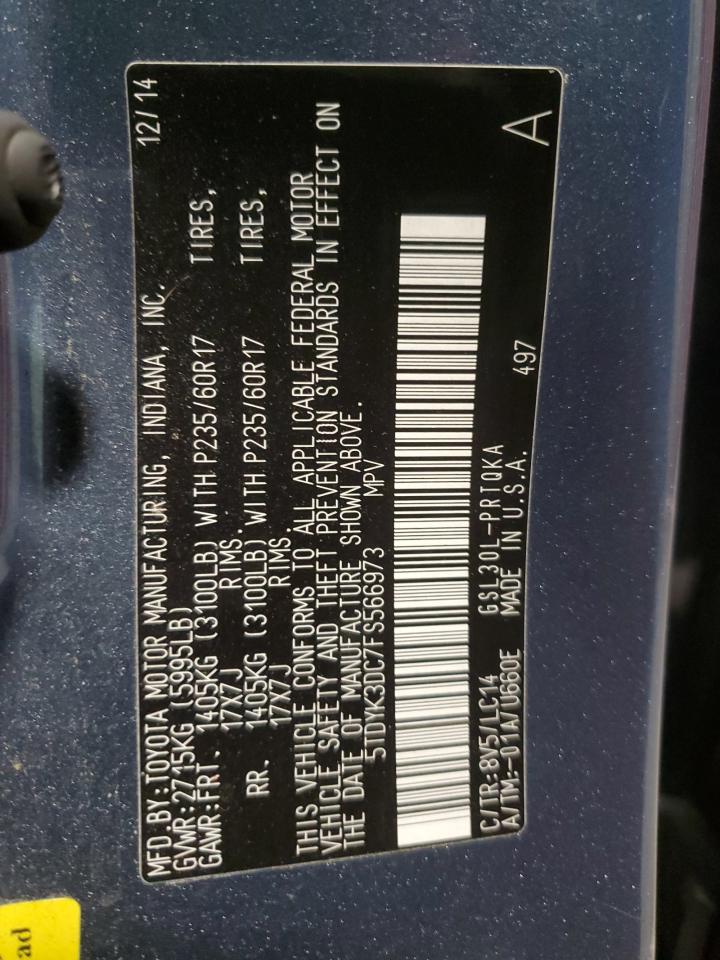 MFD.BY:TOYOTA MOTOR MANUFACTURING, INDIANA, INC. 12/14
GVWR:2715KG (5995LB)
GAWR:FRT. 1405KG (3100LB) WITH P235/60R17 TIRES,
17X7J RIMS.
RR. 1405KG (3100LB) WITH P235/60R17 TIRES,
17X7J RIMS.
THIS VEHICLE CONFORMS TO ALL APPLICABLE FEDERAL MOTOR
VEHICLE SAFETY AND THEFT PREVENTION STANDARDS IN EFFECT ON
THE DATE OF MANUFACTURE SHOWN ABOVE.
5TDYK3DC7FS566973 MPV
C/TR:8V5/LC14 GSL30L-PRTQKA
A/TM:-01A/U660E MADE IN U.S.A. 497 A
ad